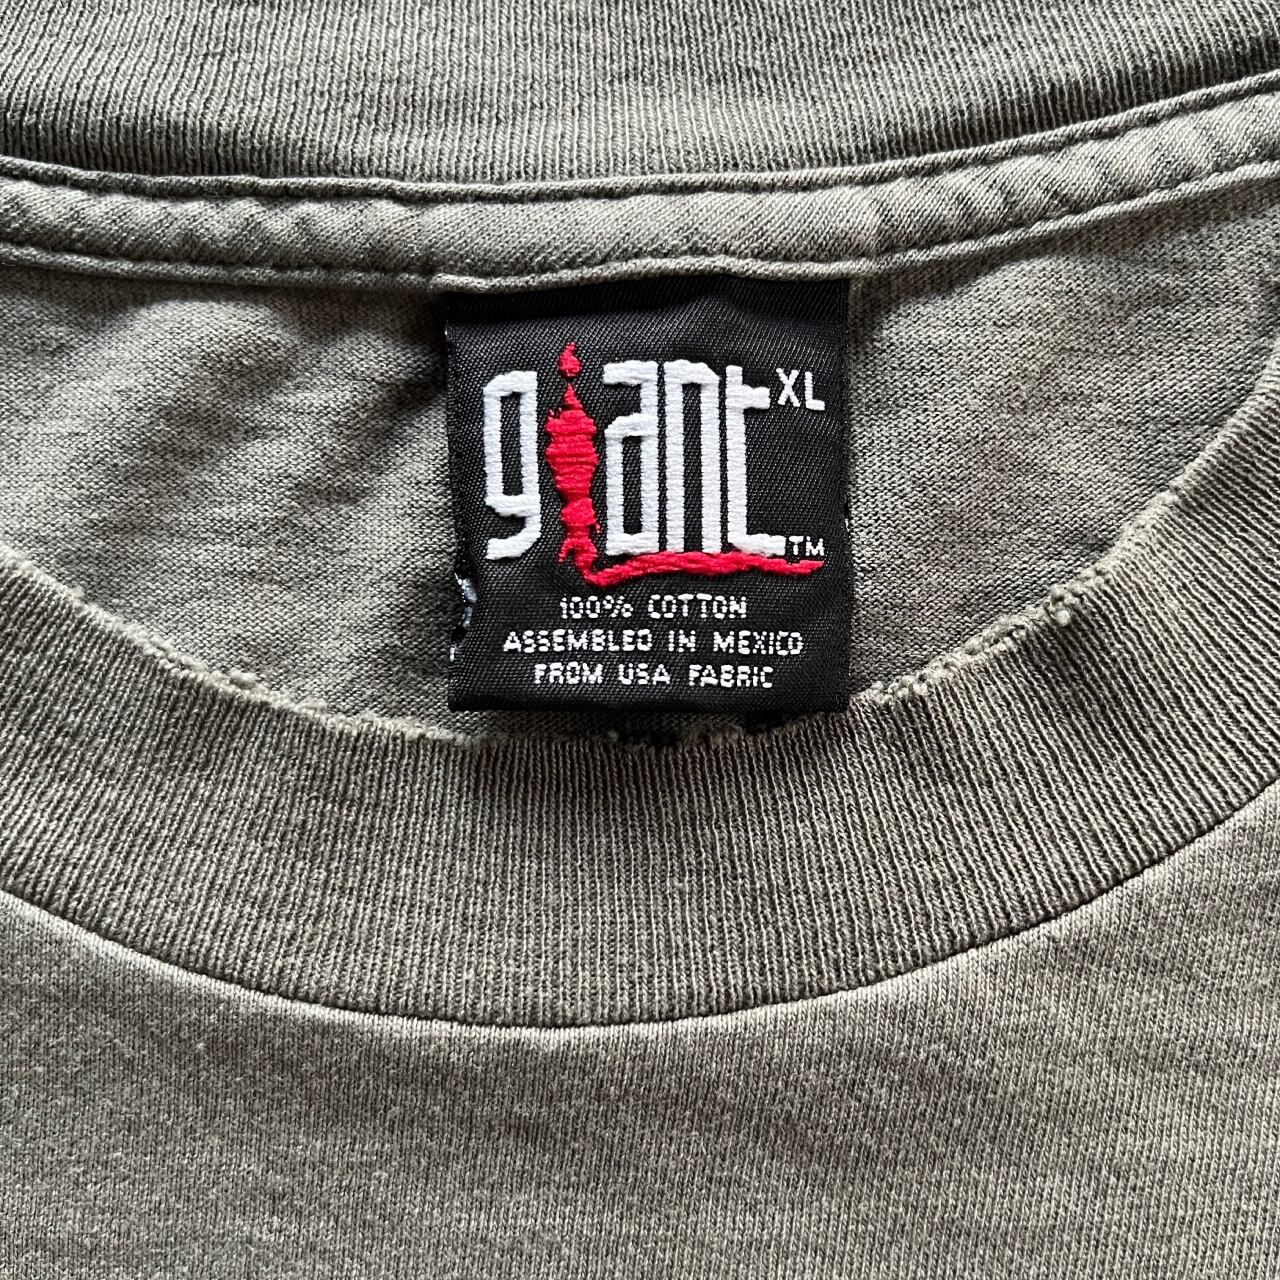 giant XL
TM
100% COTTON
ASSEMBLED IN MEXICO
FROM USA FABRIC